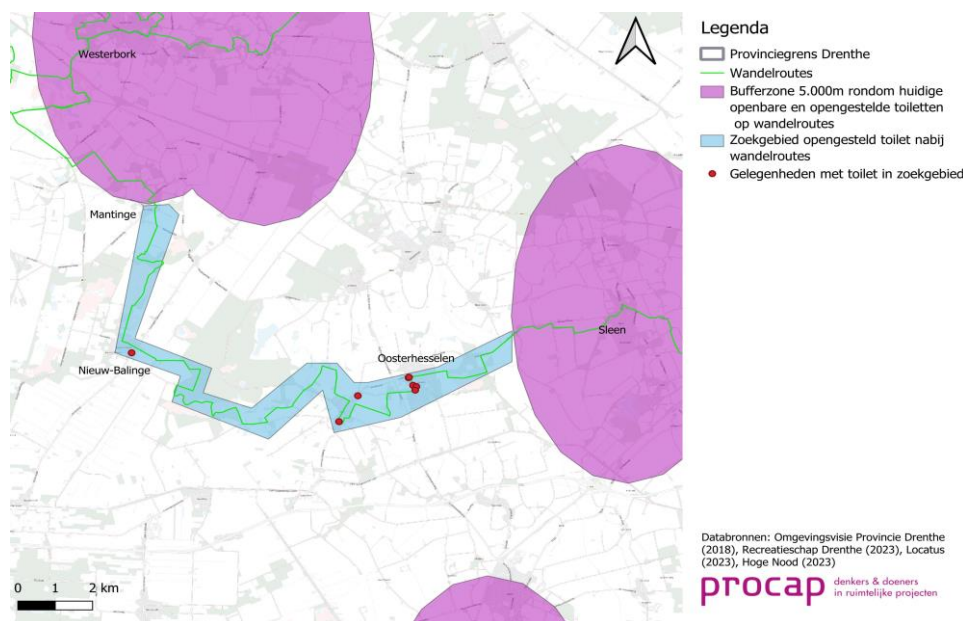 Westerbork
Mantinge
Nieuw-Balinge
Oosterhesselen
Sleen
0 1 2 km
Legenda
Provinciegrens Drenthe
Wandelroutes
Bufferzone 5.000m rondom huidige
openbare en opengestelde toiletten
op wandelroutes
Zoekgebied opengesteld toilet nabij
wandelroutes
Gelegenheden met toilet in zoekgebied
Databronnen: Omgevingsvisie Provincie Drenthe
(2018), Recreatieschap Drenthe (2023), Locatus
(2023), Hoge Nood (2023)
procap
denkers & doeners
in ruimtelijke projecten